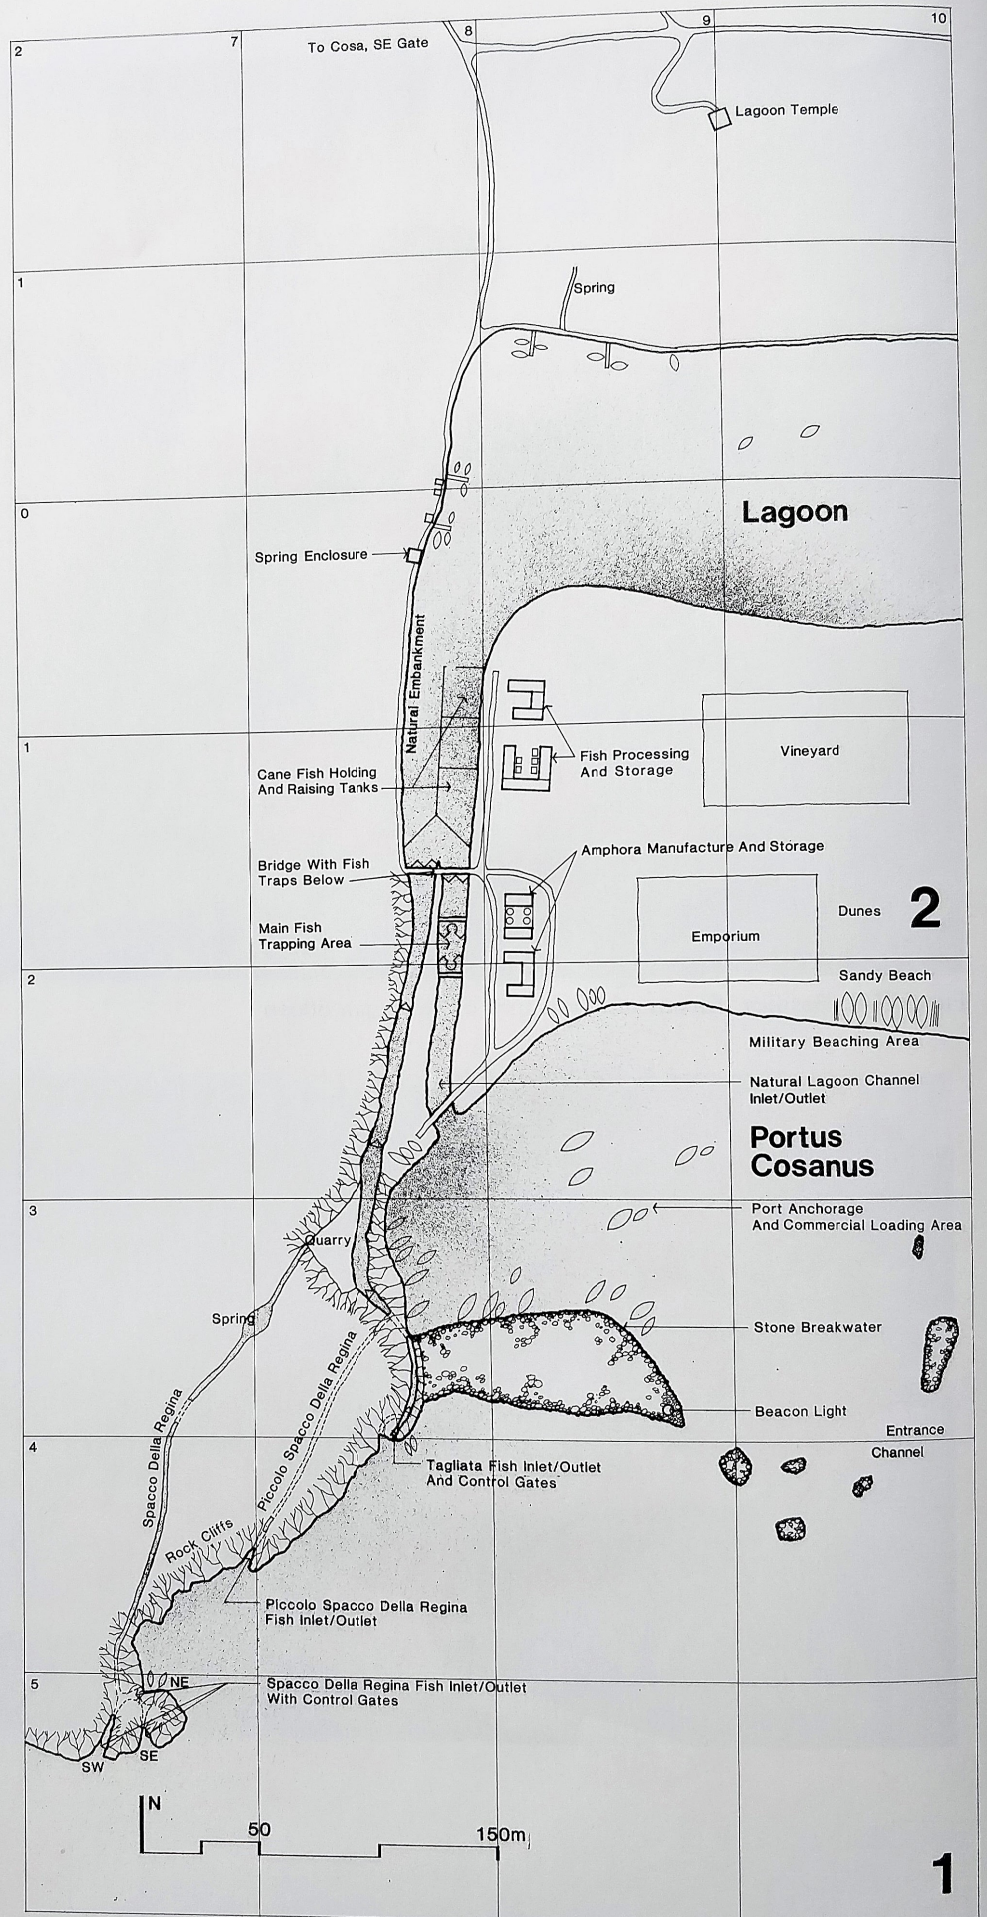 2
7
To Cosa, SE Gate
8
9
10
Lagoon Temple
1
Spring
0
Lagoon
Spring Enclosure
Natural Embankment
1
Fish Processing
And Storage
Vineyard
Cane Fish Holding
And Raising Tanks
Amphora Manufacture And Storage
Bridge With Fish
Traps Below
Dunes
2
Main Fish
Trapping Area
Emporium
2
Sandy Beach
Military Beaching Area
Natural Lagoon Channel
Inlet/Outlet
Portus
Cosanus
3
Port Anchorage
And Commercial Loading Area
Quarry
Spring
Stone Breakwater
Piccolo Spacco Della Regina
Spacco Della Regina
Beacon Light
Entrance
Channel
4
Tagliata Fish Inlet/Outlet
And Control Gates
Rock Cliffs
Piccolo Spacco Della Regina
Fish Inlet/Outlet
5
NE
Spacco Della Regina Fish Inlet/Outlet
With Control Gates
SW
SE
N
50
150m
1